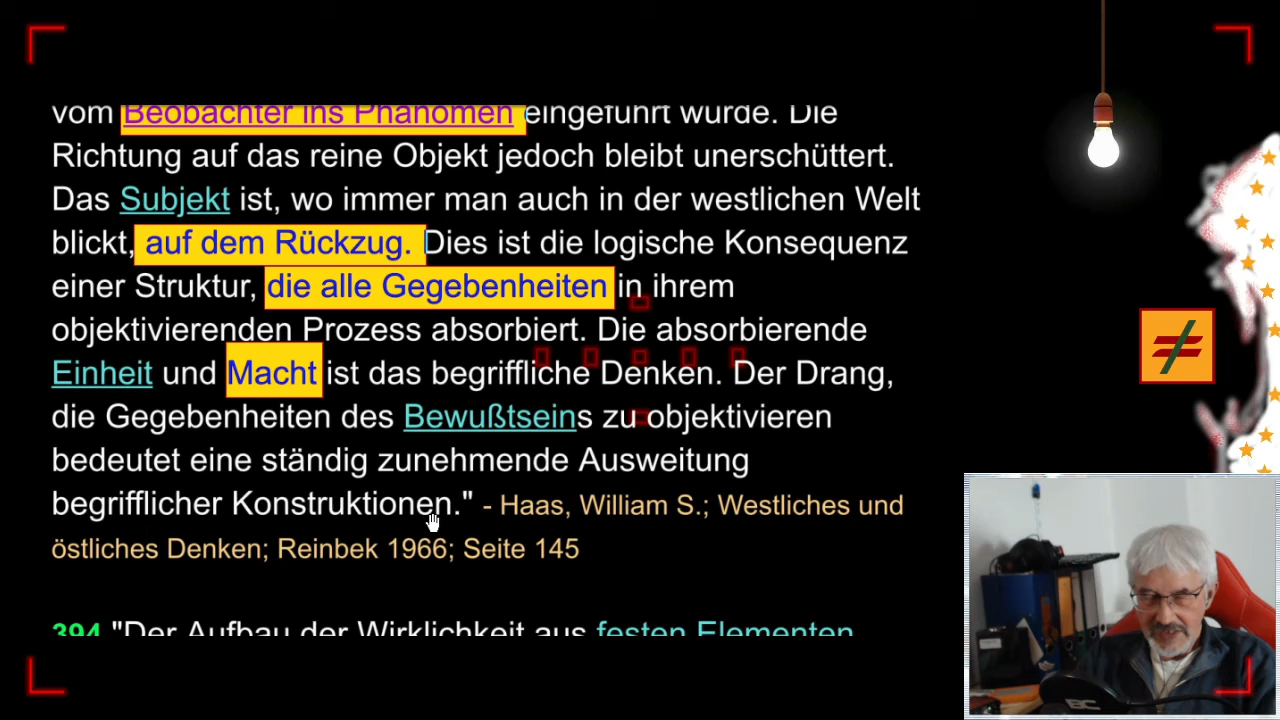 vom Beobachter ins Phänomen eingeführt wurde. Die
Richtung auf das reine Objekt jedoch bleibt unerschüttert.
Das Subjekt ist, wo immer man auch in der westlichen Welt
blickt, auf dem Rückzug. Dies ist die logische Konsequenz
einer Struktur, die alle Gegebenheiten in ihrem
objektivierenden Prozess absorbiert. Die absorbierende
Einheit und Macht ist das begriffliche Denken. Der Drang,
die Gegebenheiten des Bewußtseins zu objektivieren
bedeutet eine ständig zunehmende Ausweitung
begrifflicher Konstruktionen." - Haas, William S.; Westliches und
östliches Denken; Reinbek 1966; Seite 145
394 "Der Aufbau der Wirklichkeit aus festen Elementen
≠